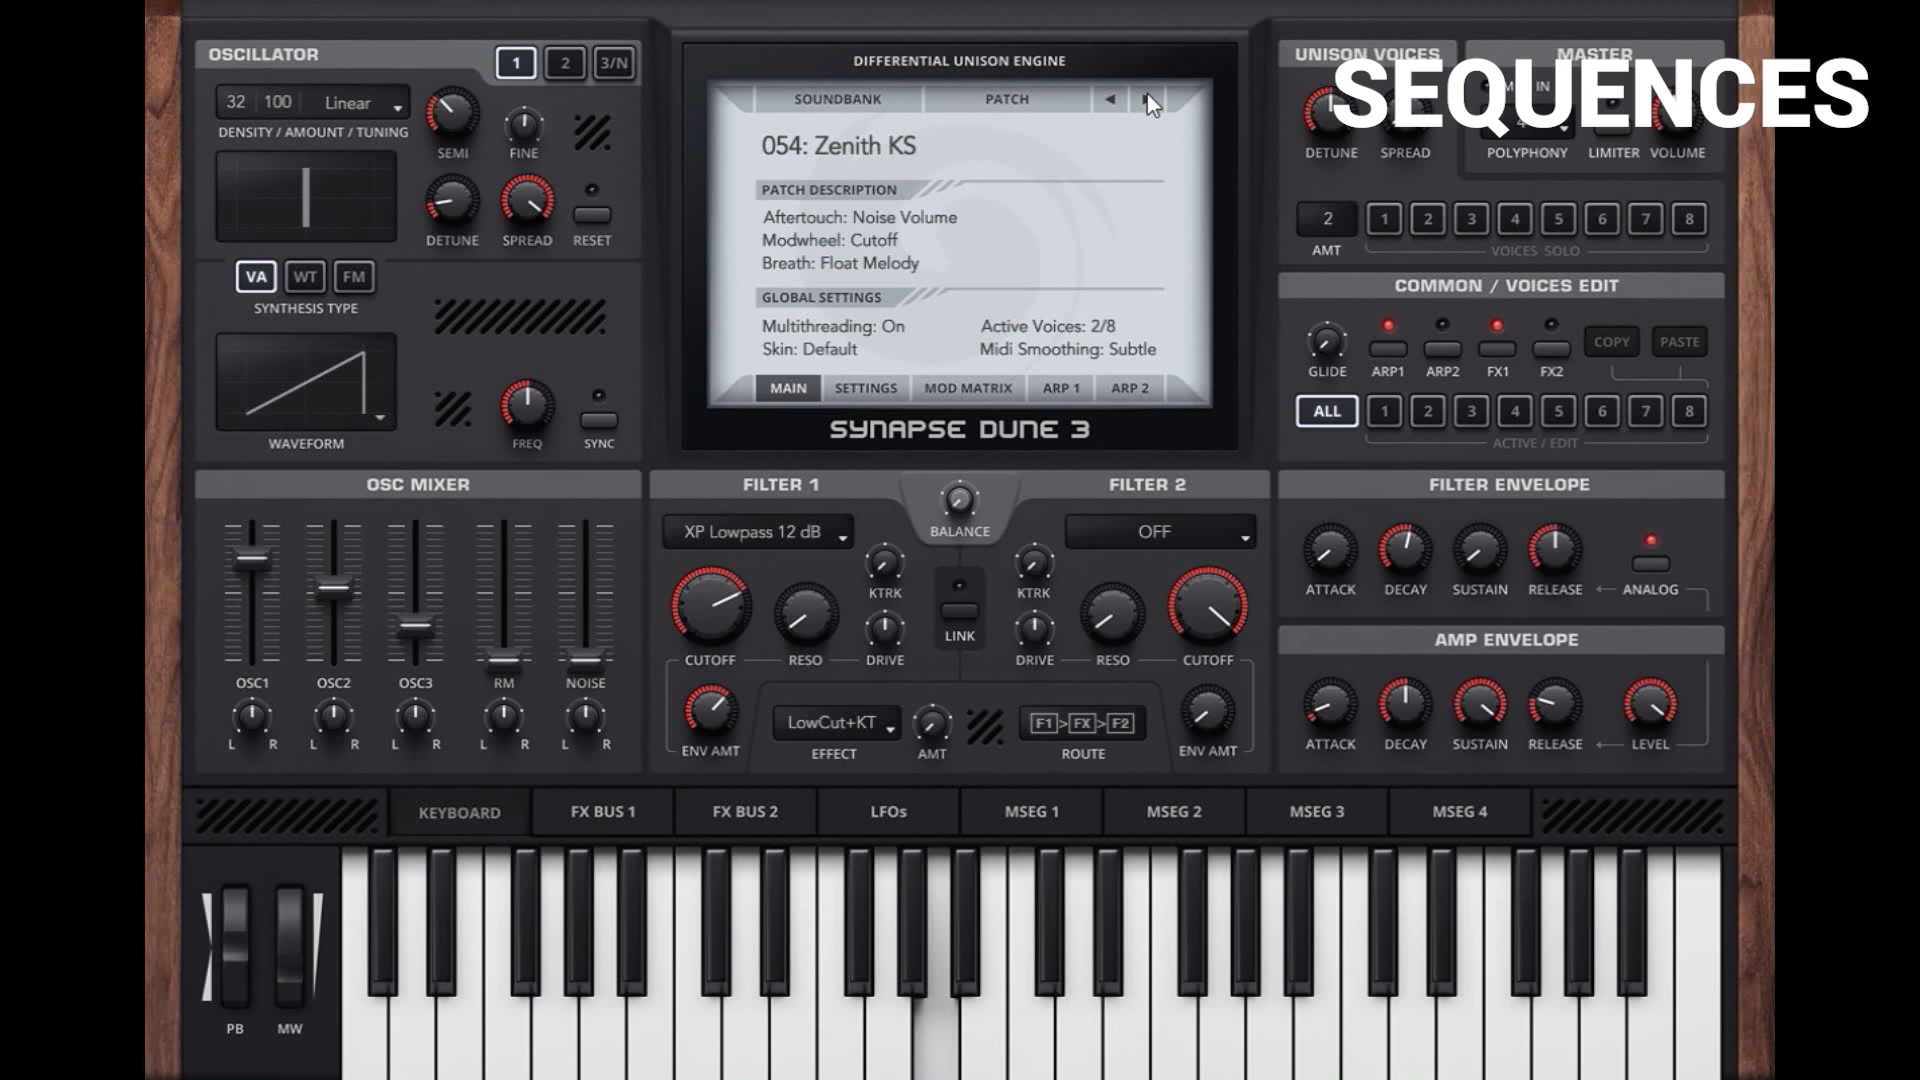 OSCILLATOR
1
2
3/N
32
100
Linear
DENSITY / AMOUNT / TUNING
SEMI
FINE
DETUNE
SPREAD
RESET
VA
WT
FM
SYNTHESIS TYPE
WAVEFORM
FREQ
SYNC
DIFFERENTIAL UNISON ENGINE
SOUNDBANK
PATCH
054: Zenith KS
PATCH DESCRIPTION
Aftertouch: Noise Volume
Modwheel: Cutoff
Breath: Float Melody
GLOBAL SETTINGS
Multithreading: On
Active Voices: 2/8
Skin: Default
Midi Smoothing: Subtle
MAIN
SETTINGS
MOD MATRIX
ARP 1
ARP 2
SYNAPSE DUNE 3
UNISON VOICES
MASTER
SEQUENCES
IN
DETUNE
SPREAD
POLYPHONY
LIMITER
VOLUME
2
1 2 3 4 5 6 7 8
AMT
VOICES SOLO
COMMON / VOICES EDIT
GLIDE
ARP1
ARP2
FX1
FX2
COPY
PASTE
ALL
1 2 3 4 5 6 7 8
ACTIVE / EDIT
OSC MIXER
OSC1
OSC2
OSC3
RM
NOISE
L R
L R
L R
L R
L R
FILTER 1
XP Lowpass 12 dB
BALANCE
FILTER 2
OFF
KTRK
KTRK
LINK
CUTOFF
RESO
DRIVE
DRIVE
RESO
CUTOFF
ENV AMT
LowCut+KT
EFFECT
AMT
F1>FX>F2
ROUTE
ENV AMT
FILTER ENVELOPE
ATTACK
DECAY
SUSTAIN
RELEASE
ANALOG
AMP ENVELOPE
ATTACK
DECAY
SUSTAIN
RELEASE
LEVEL
KEYBOARD
FX BUS 1
FX BUS 2
LFOs
MSEG 1
MSEG 2
MSEG 3
MSEG 4
PB
MW